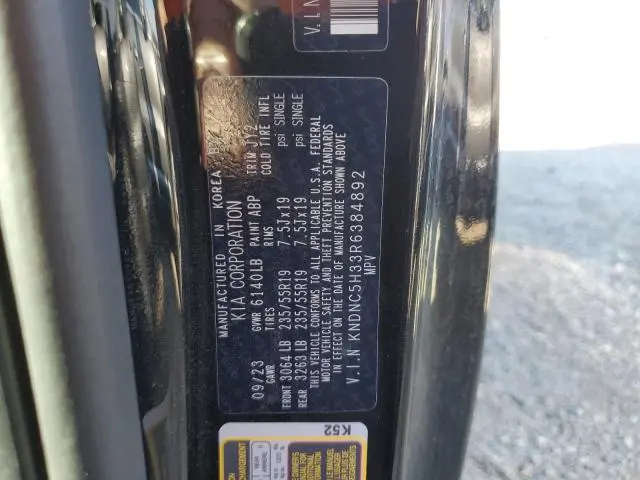 V.I.N
MANUFACTURED IN KOREA
KIA CORPORATION
09/23 GVWR 6140LB PAINT ABP TRIM JY2
GAWR TIRES RIMS COLD TIRE INFL
FRONT 3064 LB 235/55R19 7.5Jx19 psi SINGLE
REAR 3263 LB 235/55R19 7.5Jx19 psi SINGLE
THIS VEHICLE CONFORMS TO ALL APPLICABLE U.S.A. FEDERAL
MOTOR VEHICLE SAFETY AND THEFT PREVENTION STANDARDS
IN EFFECT ON THE DATE OF MANUFACTURE SHOWN ABOVE
V.I.N KNDNC5H33R6384892
MPV
K52